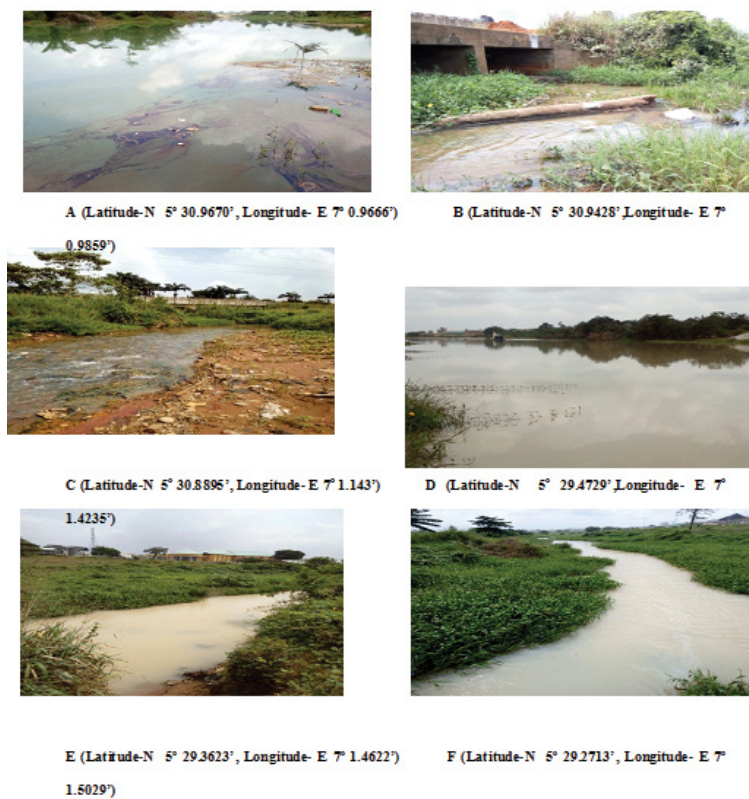 A (Latitude-N 5° 30.9670’, Longitude- E 7° 0.9666’) B (Latitude-N 5° 30.9428’,Longitude- E 7°
0.9859’)
C (Latitude-N 5° 30.8895’, Longitude- E 7° 1.143’) D (Latitude-N 5° 29.4729’,Longitude- E 7°
1.4235’)
E (Latitude-N 5° 29.3623’, Longitude- E 7° 1.4622’) F (Latitude-N 5° 29.2713’, Longitude- E 7°
1.5029’)